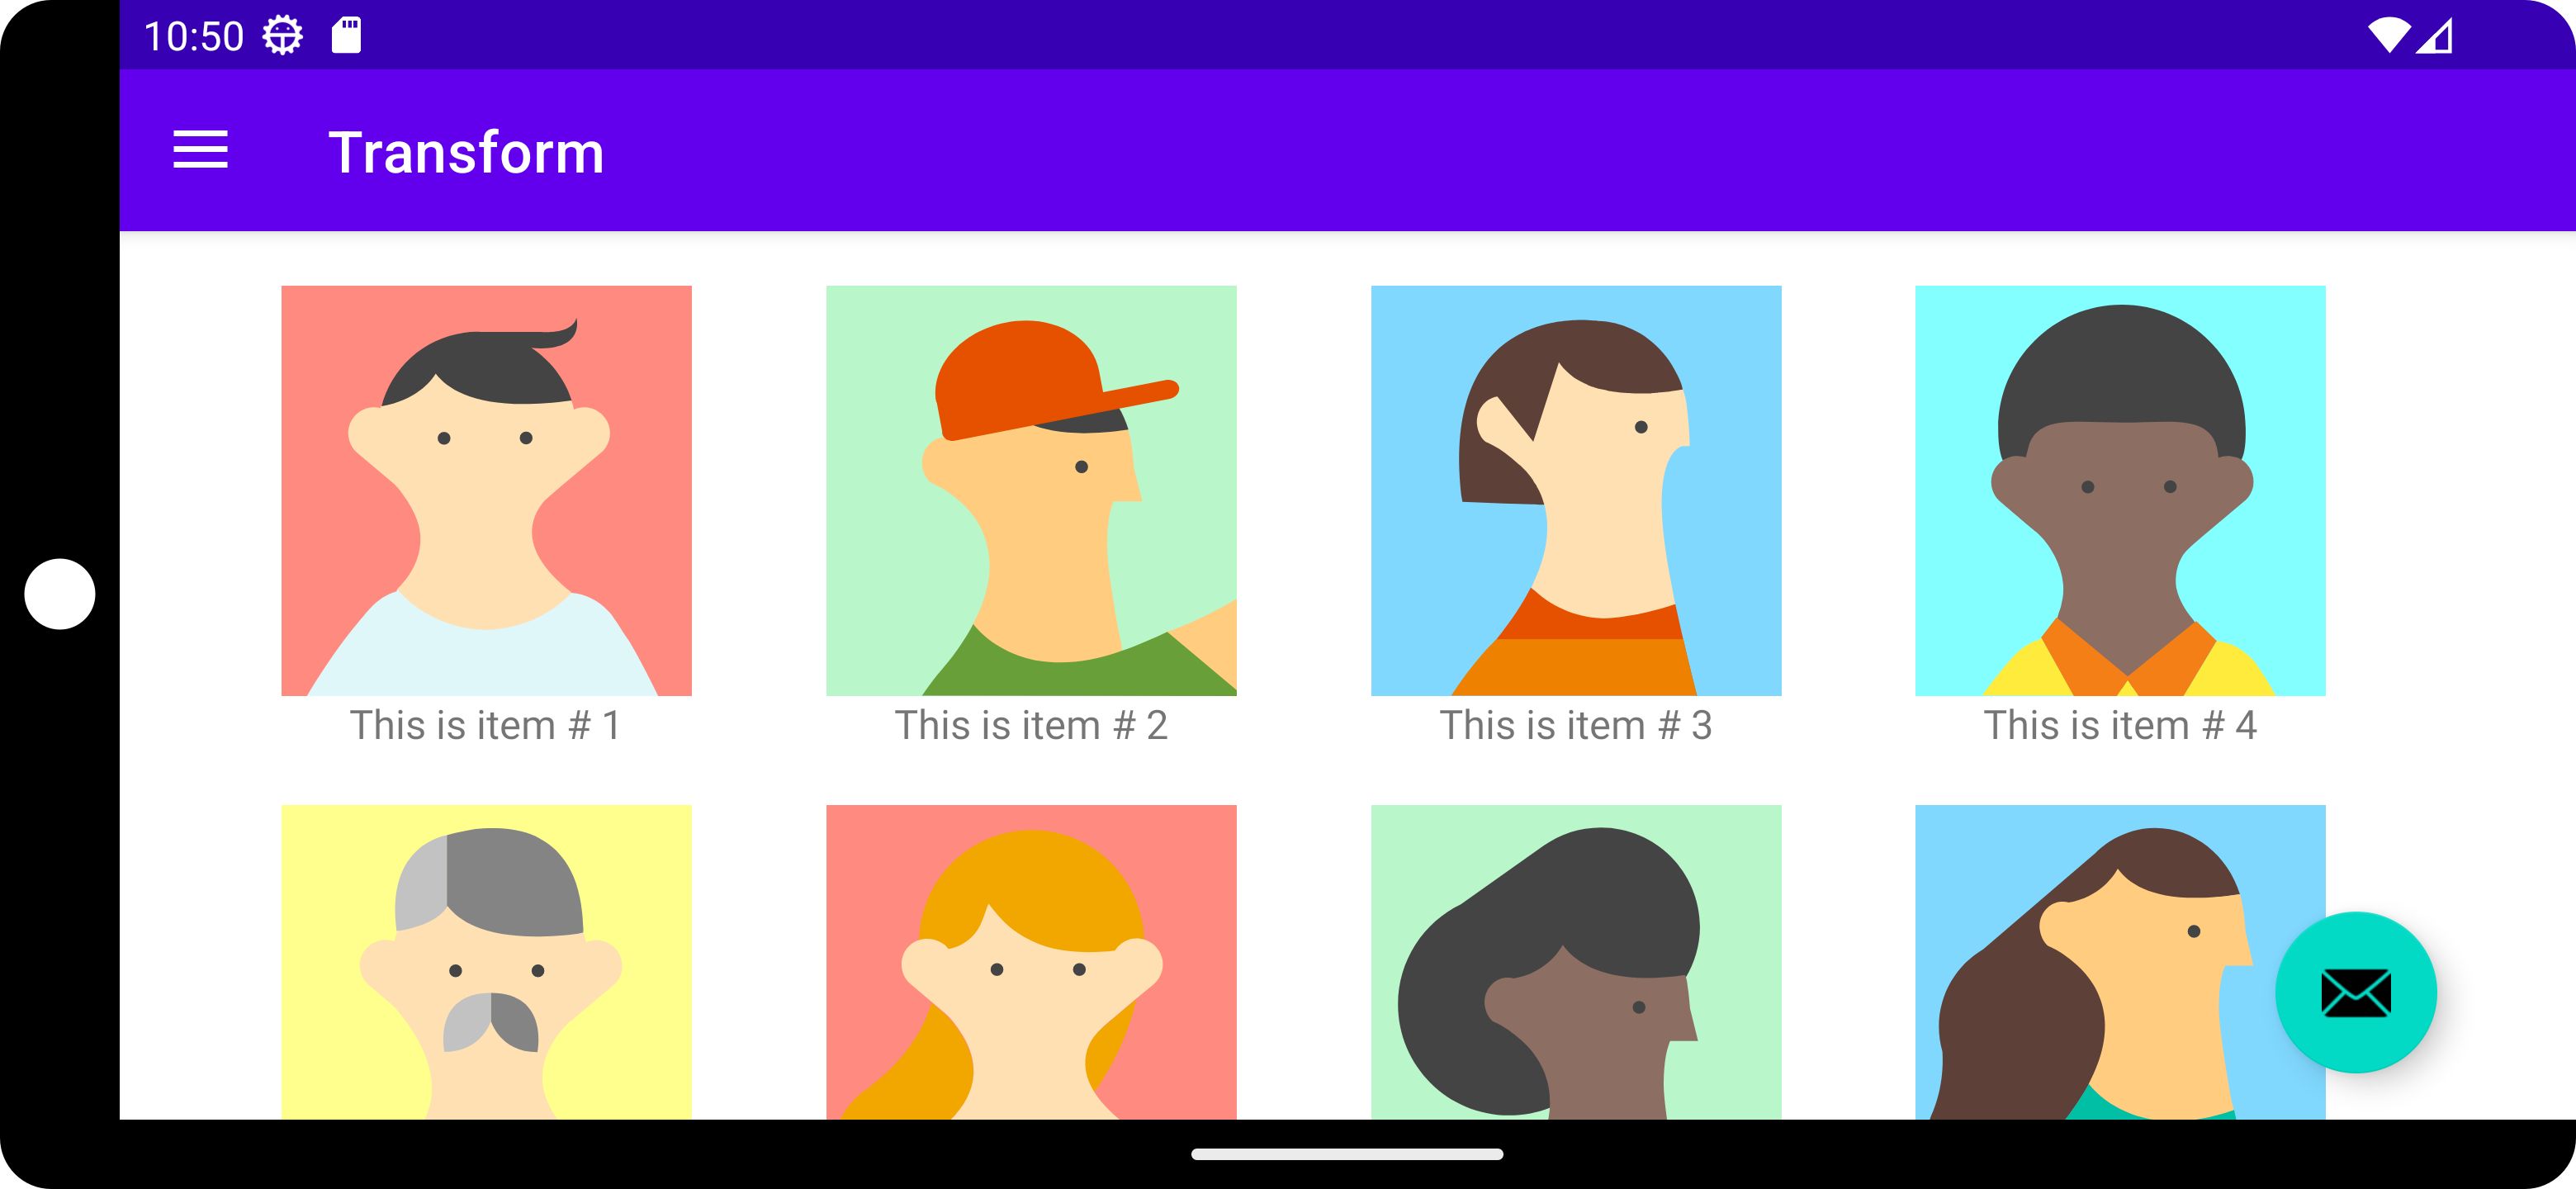 10:50
Transform
This is item # 1
This is item # 2
This is item # 3
This is item # 4